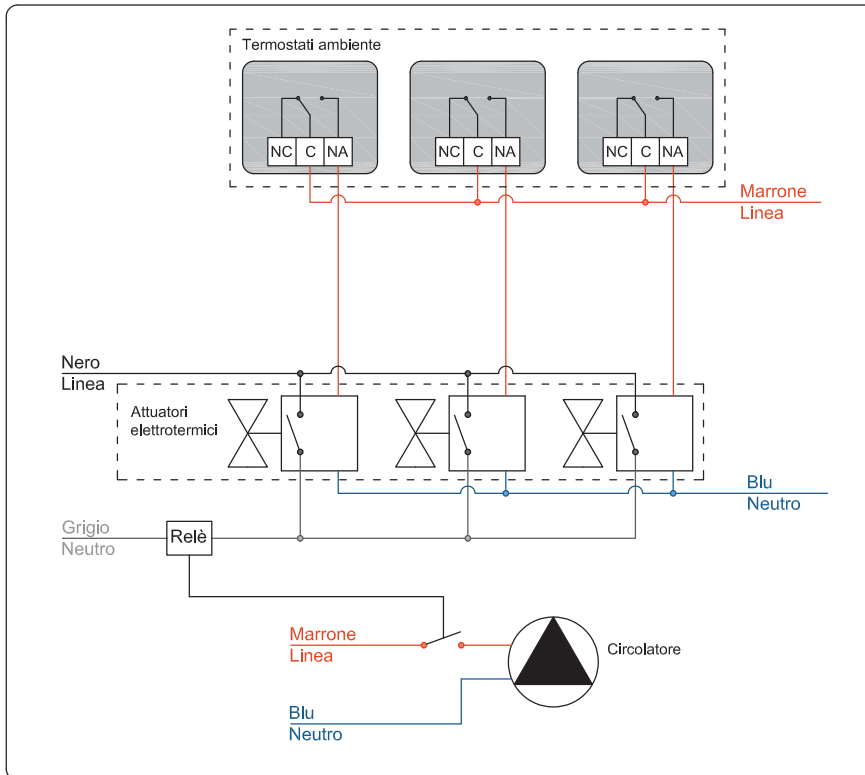 Termostati ambiente
NC C NA
NC C NA
NC C NA
Marrone
Linea
Nero
Linea
Attuatori
elettrotermici
Blu
Neutro
Grigio
Neutro
Relè
Marrone
Linea
Circolatore
Blu
Neutro